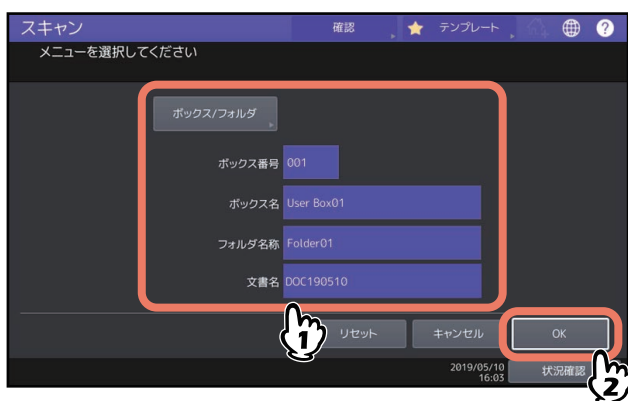 スキャン 確認 テンプレート ?
メニューを選択してください
ボックス/フォルダ
ボックス番号 001
ボックス名 User Box01
フォルダ名称 Folder01
文書名 DOC190510
1 リセット キャンセル OK
2019/05/10
16:03 状況確認
2